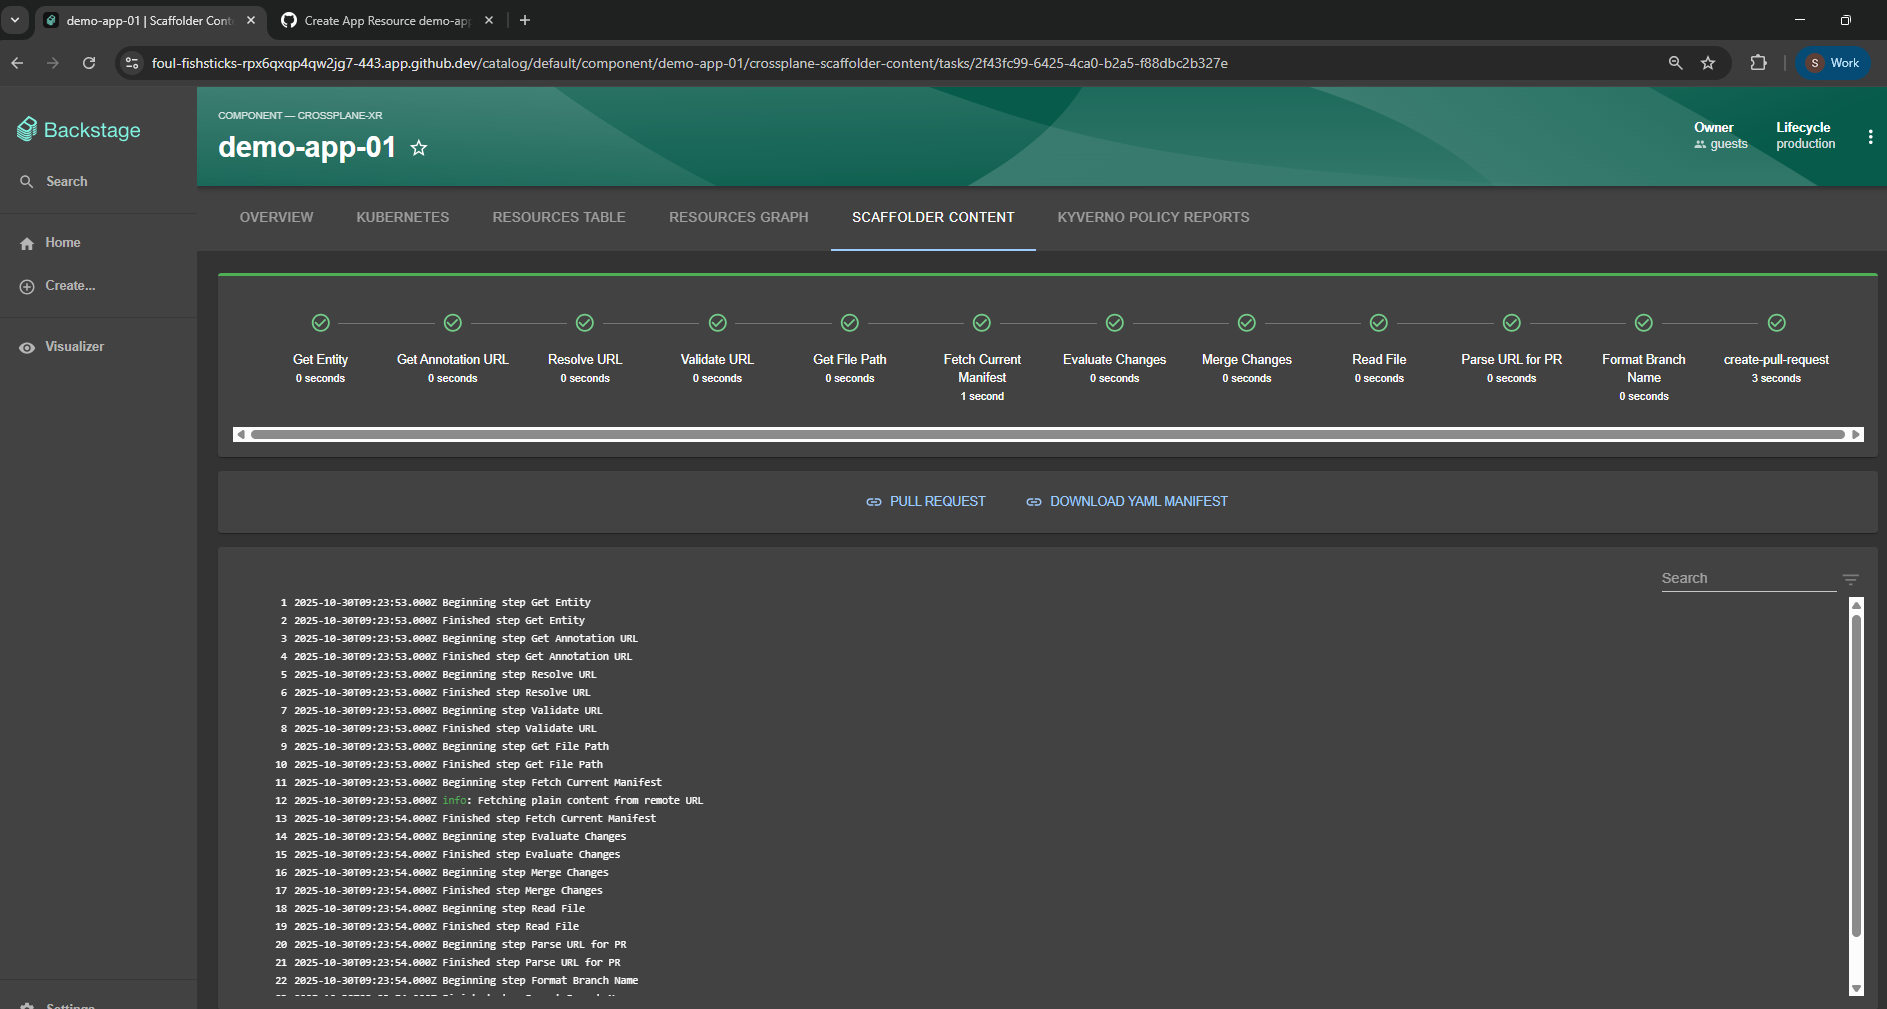 demo-app-01 | Scaffolder Cont
Create App Resource demo-app
foul-fishsticks-rpx6qxqp4qw2jg7-443.app.github.dev/catalog/default/component/demo-app-01/crossplane-scaffolder-content/tasks/2f43fc99-6425-4ca0-b2a5-f88dbc2b327e
S Work
Backstage
Search
Home
Create...
Visualizer
Settings
COMPONENT — CROSSPLANE-XR
demo-app-01
Owner
guests
Lifecycle
production
OVERVIEW KUBERNETES RESOURCES TABLE RESOURCES GRAPH SCAFFOLDER CONTENT KYVERNO POLICY REPORTS
Get Entity
0 seconds
Get Annotation URL
0 seconds
Resolve URL
0 seconds
Validate URL
0 seconds
Get File Path
0 seconds
Fetch Current
Manifest
1 second
Evaluate Changes
0 seconds
Merge Changes
0 seconds
Read File
0 seconds
Parse URL for PR
0 seconds
Format Branch
Name
0 seconds
create-pull-request
3 seconds
PULL REQUEST DOWNLOAD YAML MANIFEST
Search
1 2025-10-30T09:23:53.000Z Beginning step Get Entity
2 2025-10-30T09:23:53.000Z Finished step Get Entity
3 2025-10-30T09:23:53.000Z Beginning step Get Annotation URL
4 2025-10-30T09:23:53.000Z Finished step Get Annotation URL
5 2025-10-30T09:23:53.000Z Beginning step Resolve URL
6 2025-10-30T09:23:53.000Z Finished step Resolve URL
7 2025-10-30T09:23:53.000Z Beginning step Validate URL
8 2025-10-30T09:23:53.000Z Finished step Validate URL
9 2025-10-30T09:23:53.000Z Beginning step Get File Path
10 2025-10-30T09:23:53.000Z Finished step Get File Path
11 2025-10-30T09:23:53.000Z Beginning step Fetch Current Manifest
12 2025-10-30T09:23:53.000Z info: Fetching plain content from remote URL
13 2025-10-30T09:23:54.000Z Finished step Fetch Current Manifest
14 2025-10-30T09:23:54.000Z Beginning step Evaluate Changes
15 2025-10-30T09:23:54.000Z Finished step Evaluate Changes
16 2025-10-30T09:23:54.000Z Beginning step Merge Changes
17 2025-10-30T09:23:54.000Z Finished step Merge Changes
18 2025-10-30T09:23:54.000Z Beginning step Read File
19 2025-10-30T09:23:54.000Z Finished step Read File
20 2025-10-30T09:23:54.000Z Beginning step Parse URL for PR
21 2025-10-30T09:23:54.000Z Finished step Parse URL for PR
22 2025-10-30T09:23:54.000Z Beginning step Format Branch Name